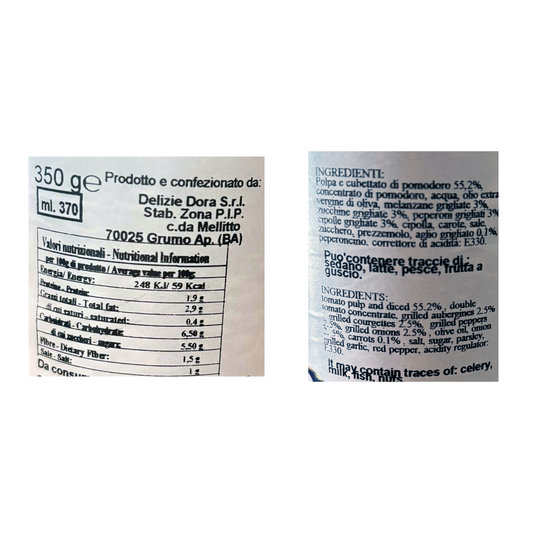 350 g e
ml. 370
Prodotto e confezionato da:
Delizie Dora S.r.l.
Stab. Zona P.I.P.
c.da Mellitto
70025 Grumo Ap. (BA)
Valori nutrizionali - Nutritional Information
per 100g di prodotto / Average value per 100g
Energia/ Energy: 248 KJ/ 59 Kcal
Proteine - Protein: 1,9 g
Grassi totali - Total fat: 2,9 g
di cui saturi - saturated: 0,4 g
Carboidrati - Carbohydrate: 6,50 g
di cui zuccheri - sugars: 5,50 g
Fibre - Dietary Fiber: 1,5 g
Sale - Salt: 1 g
Da consu
INGREDIENTI:
Polpa e cubettato di pomodoro 55,2%,
concentrato di pomodoro, acqua, olio extra
vergine di oliva, melanzane grigliate 3%,
zucchine grigliate 3%, peperoni grigliati 3%
cipolle grigliate 3%, cipolla, carote, sale,
zucchero, prezzemolo, aglio grigliato 0,1%,
peperoncino, correttore di acidità: E330.
Puo'contenere traccie di :
sedano, latte, pesce, frutta a
guscio.
INGREDIENTS:
tomato pulp and diced 55,2% , double
tomato concentrate, grilled aubergines 2.5%
, grilled courgettes 2,5%, grilled peppers
5%, grilled onions 2.5% , olive oil, onion
%, carrots 0.1% , salt, sugar, parsley,
grilled garlic, red pepper, acidity regulator:
E330.
It may contain traces of: celery,
milk, fish, nuts